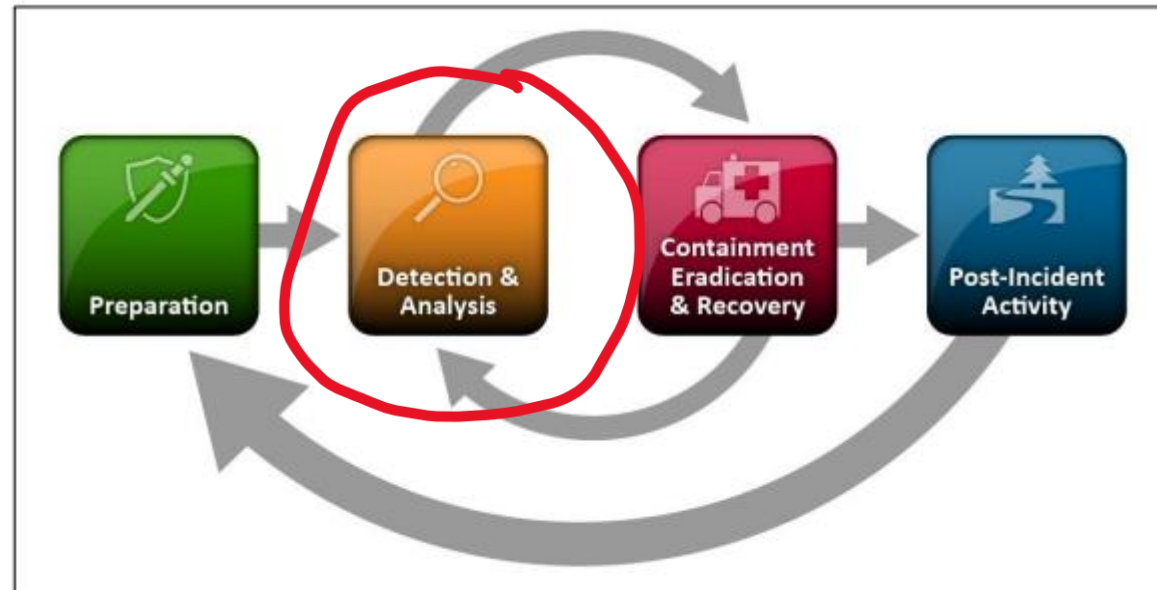 Preparation
Detection &
Analysis
Containment
Eradication
& Recovery
Post-Incident
Activity